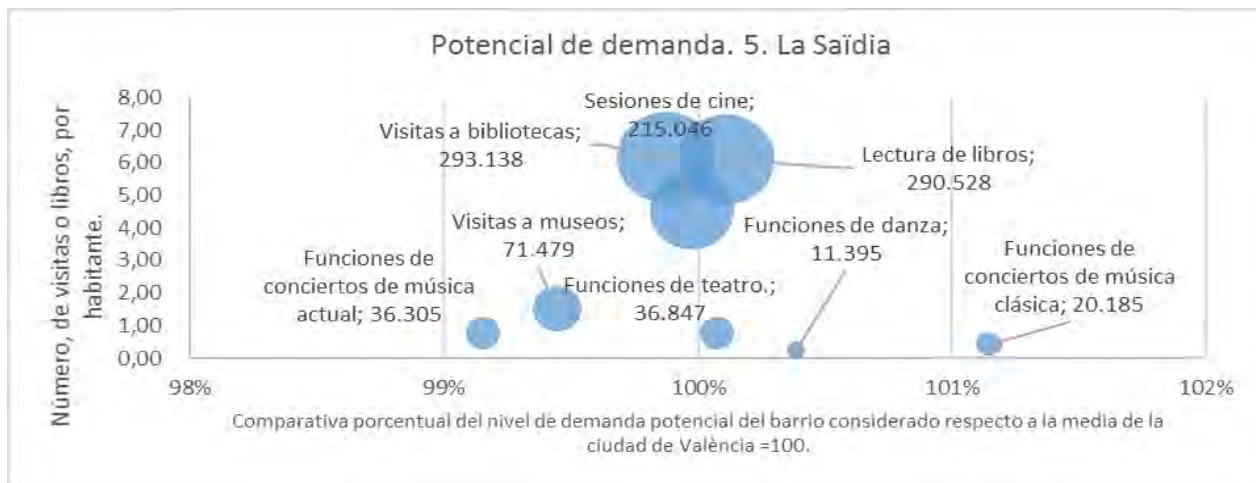 Potencial de demanda. 5. La Saïdia
Número, de visitas o libros, por
habitante.
8,00
7,00
6,00
5,00
4,00
3,00
2,00
1,00
0,00
Sesiones de cine;
215.046
Visitas a bibliotecas;
293.138
Lectura de libros;
290.528
Visitas a museos;
71.479
Funciones de danza;
11.395
Funciones de
conciertos de música
actual; 36.305
Funciones de teatro.;
36.847
Funciones de
conciertos de música
clásica; 20.185
98%
99%
100%
101%
102%
Comparativa porcentual del nivel de demanda potencial del barrio considerado respecto a la media de la
ciudad de València =100.